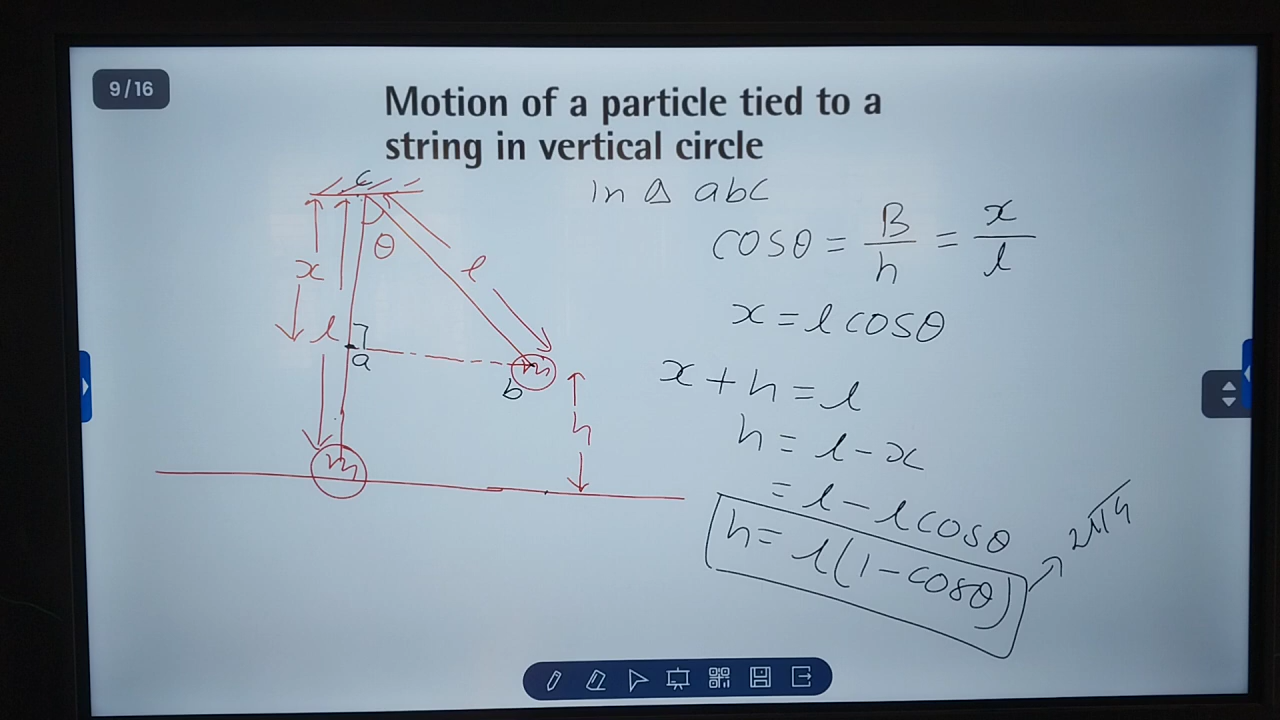 9/16
Motion of a particle tied to a
string in vertical circle
c
θ
x
l
l
a
b
m
m
h
In △ abc
cosθ = B/h = x/l
x = l cosθ
x + h = l
h = l - x
= l - l cosθ
h = l(1 - cosθ)